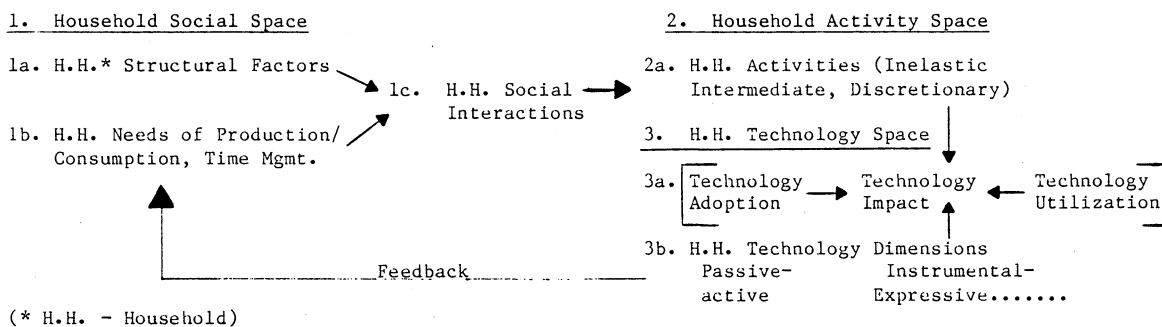 1. Household Social Space
2. Household Activity Space
1a. H.H.* Structural Factors
1c. H.H. Social
Interactions
2a. H.H. Activities (Inelastic
Intermediate, Discretionary)
1b. H.H. Needs of Production/
Consumption, Time Mgmt.
3. H.H. Technology Space
3a. Technology Adoption
Technology Impact
Technology Utilization
3b. H.H. Technology Dimensions
Passive-
active
Instrumental-
Expressive.......
Feedback
(* H.H. - Household)